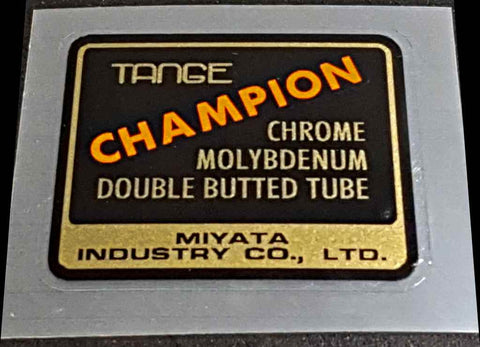 TANGE
CHAMPION
CHROME
MOLYBDENUM
DOUBLE BUTTED TUBE
MIYATA
INDUSTRY CO., LTD.